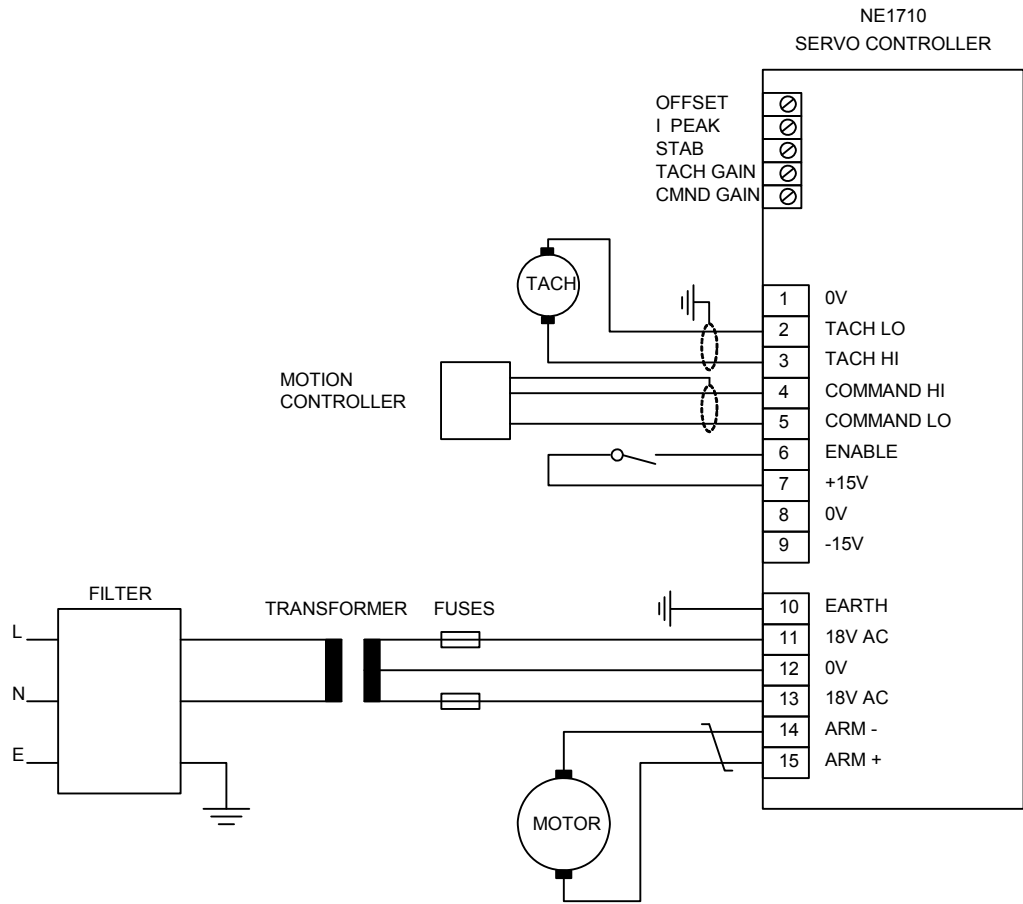 NE1710
SERVO CONTROLLER
OFFSET
I PEAK
STAB
TACH GAIN
CMND GAIN
TACH
MOTION
CONTROLLER
1 0V
2 TACH LO
3 TACH HI
4 COMMAND HI
5 COMMAND LO
6 ENABLE
7 +15V
8 0V
9 -15V
FILTER
TRANSFORMER
FUSES
L
N
E
10 EARTH
11 18V AC
12 0V
13 18V AC
14 ARM -
15 ARM +
MOTOR